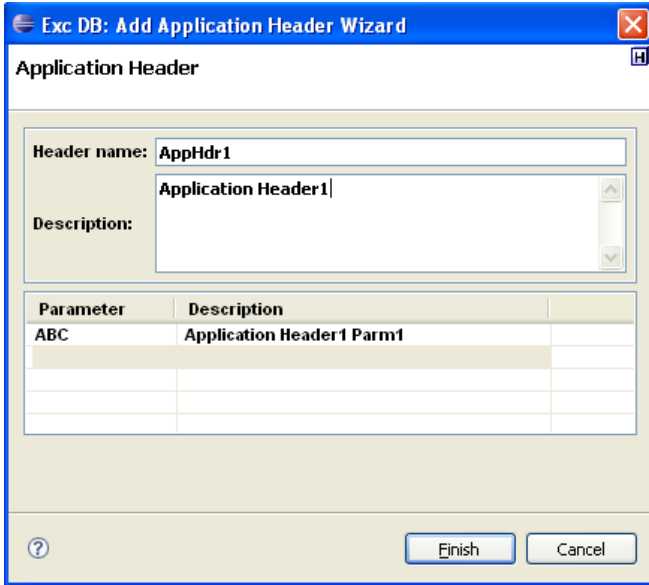 Exc DB: Add Application Header Wizard
Application Header
H
Header name: AppHdr1
Application Header1
Description:
Parameter Description
ABC Application Header1 Parm1
?
Finish Cancel